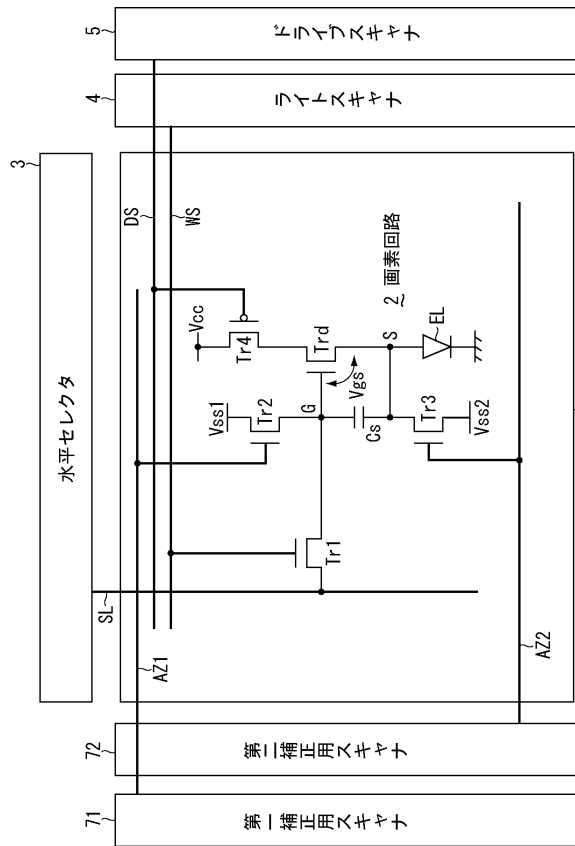 3
水平セレクタ
71
第一補正用スキャナ
72
第二補正用スキャナ
4
ライトスキャナ
5
ドライブスキャナ
SL
AZ1
DS
WS
Vcc
Vss1
Tr2
Tr4
G
Trd
Tr1
Vgs
Cs
S
2 画素回路
Tr3
EL
Vss2
AZ2